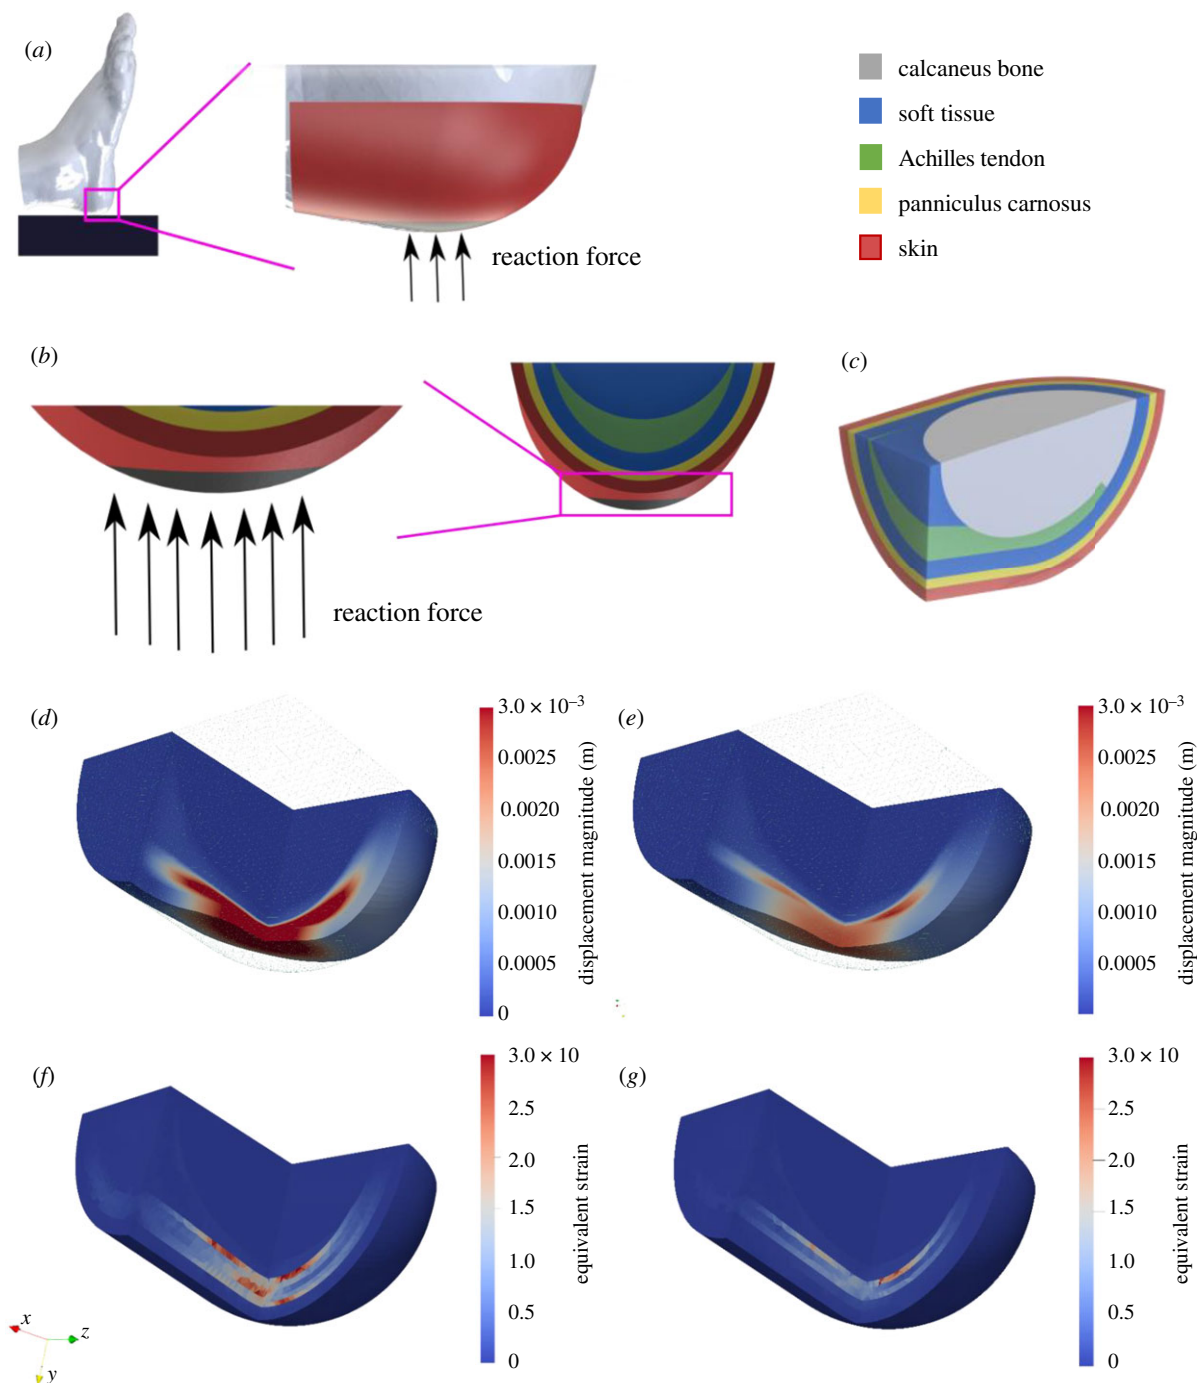 (a)
calcaneus bone
soft tissue
Achilles tendon
panniculus carnosus
skin
reaction force
(b)
(c)
reaction force
(d)
3.0 × 10⁻³
0.0025
0.0020
0.0015
0.0010
0.0005
0
displacement magnitude (m)
(e)
3.0 × 10⁻³
0.0025
0.0020
0.0015
0.0010
0.0005
displacement magnitude (m)
(f)
3.0 × 10
2.5
2.0
1.5
1.0
0.5
0
equivalent strain
(g)
3.0 × 10
2.5
2.0
1.5
1.0
0.5
0
equivalent strain
x
z
y